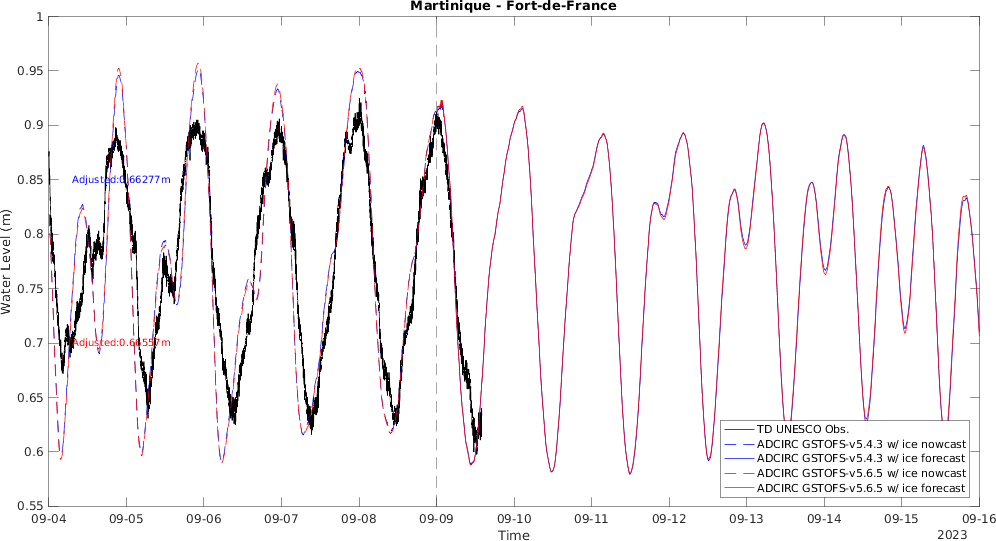 Martinique - Fort-de-France
1
0.95
0.9
0.85
0.8
0.75
0.7
0.65
0.6
0.55
Water Level (m)
Adjusted:0.66277m
Adjusted:0.66557m
TD UNESCO Obs.
ADCIRC GSTOFS-v5.4.3 w/ ice nowcast
ADCIRC GSTOFS-v5.4.3 w/ ice forecast
ADCIRC GSTOFS-v5.6.5 w/ ice nowcast
ADCIRC GSTOFS-v5.6.5 w/ ice forecast
09-04 09-05 09-06 09-07 09-08 09-09 09-10 09-11 09-12 09-13 09-14 09-15 09-16
Time
2023